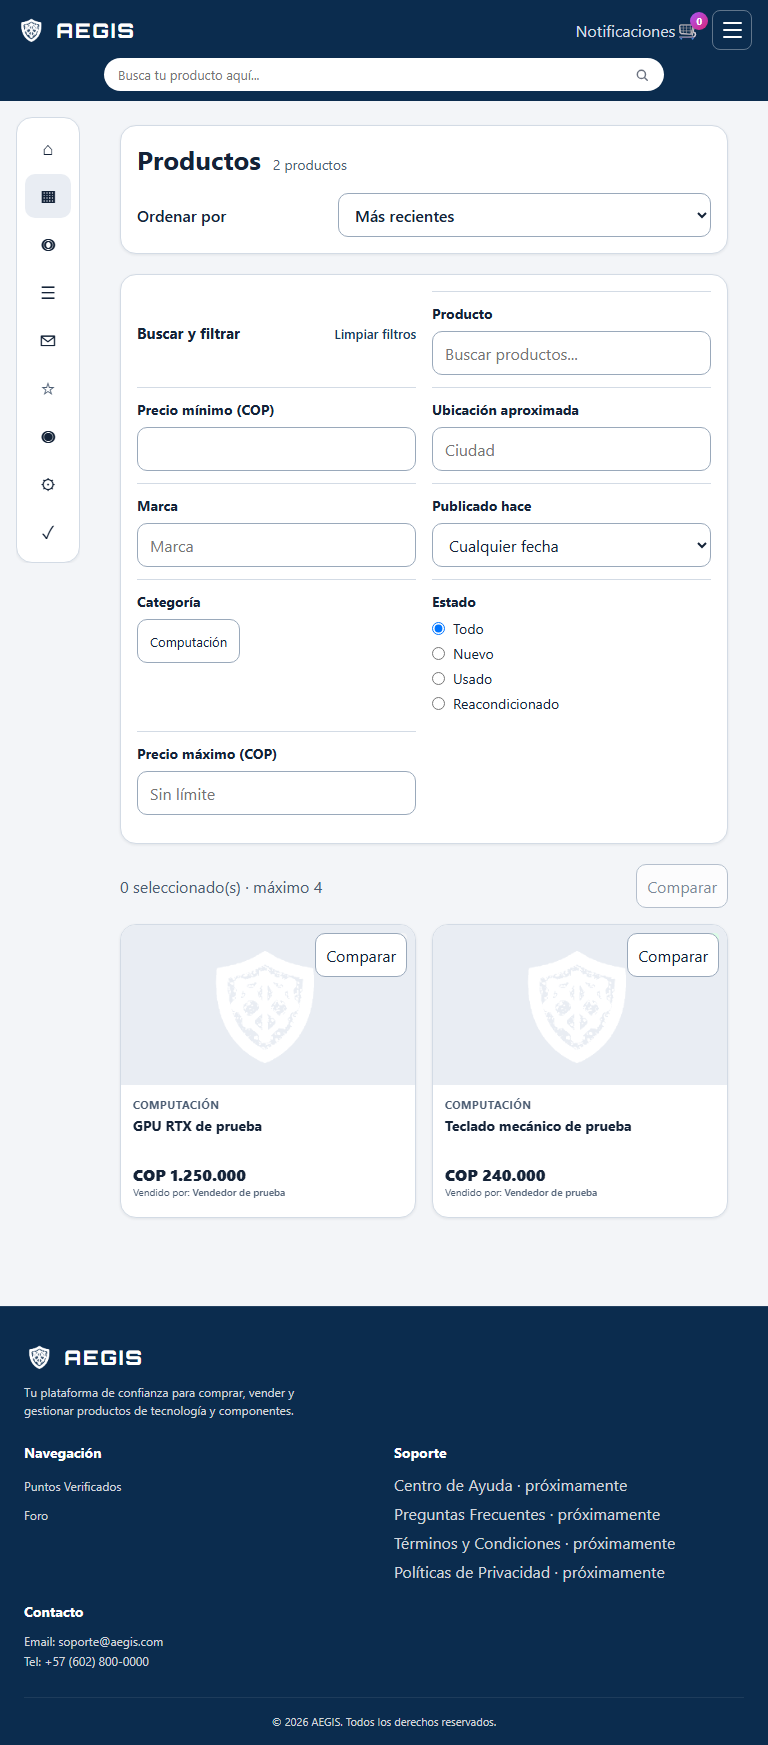 AEGIS
Notificaciones
0
Busca tu producto aquí...
Productos
2 productos
Ordenar por
Más recientes
Buscar y filtrar
Limpiar filtros
Producto
Buscar productos...
Precio mínimo (COP)
Ubicación aproximada
Ciudad
Marca
Marca
Publicado hace
Cualquier fecha
Categoría
Computación
Estado
Todo
Nuevo
Usado
Reacondicionado
Precio máximo (COP)
Sin límite
0 seleccionado(s) · máximo 4
Comparar
Comparar
COMPUTACIÓN
GPU RTX de prueba
COP 1.250.000
Vendido por: Vendedor de prueba
Comparar
COMPUTACIÓN
Teclado mecánico de prueba
COP 240.000
Vendido por: Vendedor de prueba
AEGIS
Tu plataforma de confianza para comprar, vender y
gestionar productos de tecnología y componentes.
Navegación
Puntos Verificados
Foro
Soporte
Centro de Ayuda · próximamente
Preguntas Frecuentes · próximamente
Términos y Condiciones · próximamente
Políticas de Privacidad · próximamente
Contacto
Email: soporte@aegis.com
Tel: +57 (602) 800-0000
© 2026 AEGIS. Todos los derechos reservados.